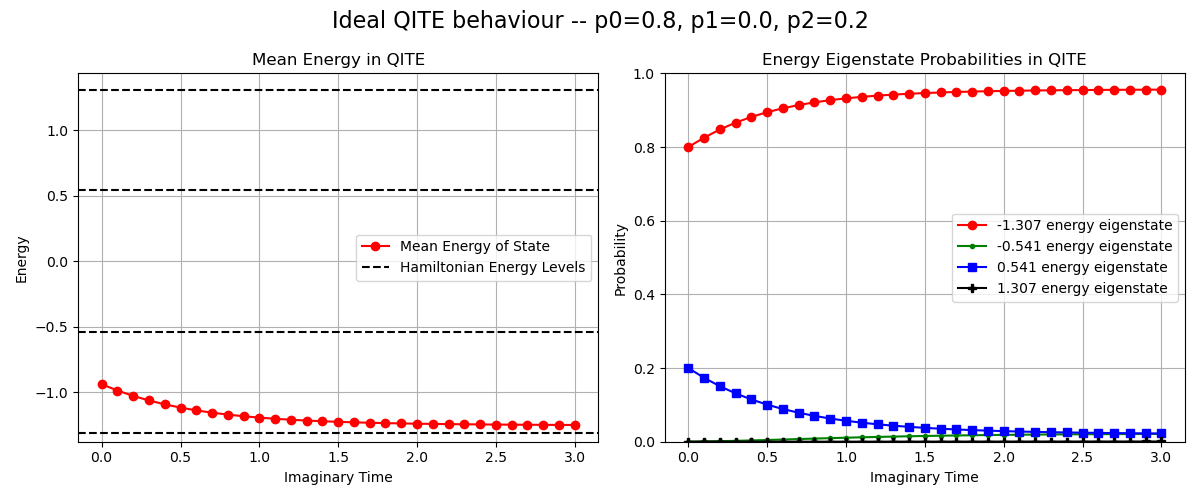 Ideal QITE behaviour -- p0=0.8, p1=0.0, p2=0.2
Mean Energy in QITE
Energy
1.0
0.5
0.0
−0.5
−1.0
Mean Energy of State
Hamiltonian Energy Levels
0.0 0.5 1.0 1.5 2.0 2.5 3.0
Imaginary Time
Energy Eigenstate Probabilities in QITE
Probability
1.0
0.8
0.6
0.4
0.2
0.0
-1.307 energy eigenstate
-0.541 energy eigenstate
0.541 energy eigenstate
1.307 energy eigenstate
0.0 0.5 1.0 1.5 2.0 2.5 3.0
Imaginary Time